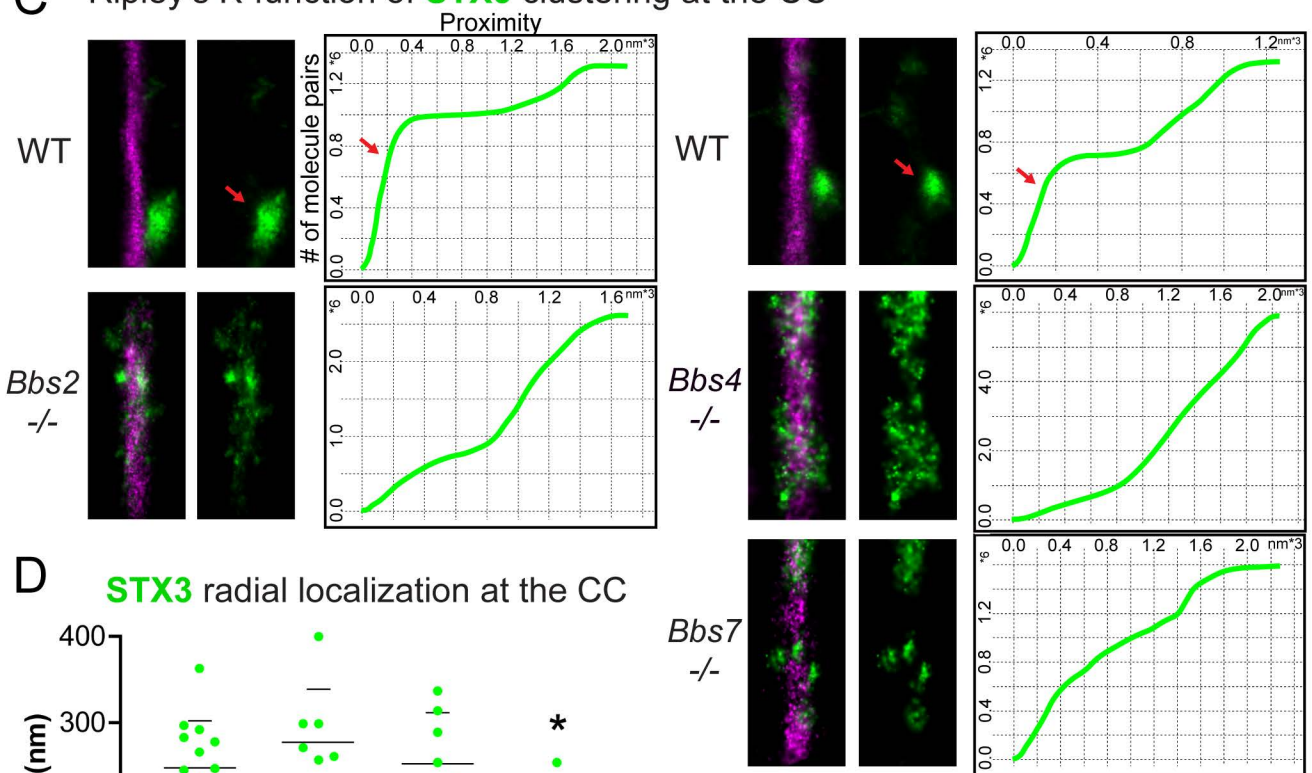 C Ripley's K-function of STX3 clustering at the CC
Proximity
0.0 0.4 0.8 1.2 1.6 2.0 nm*3
# of molecule pairs
*6
1.2
0.8
0.4
0.0
WT
0.0 0.4 0.8 1.2 nm*3
*6
1.2
0.8
0.4
0.0
WT
0.0 0.4 0.8 1.2 1.6 nm*3
*6
2.0
1.0
0.0
Bbs2
-/-
0.0 0.4 0.8 1.2 1.6 2.0 nm*3
*6
4.0
2.0
0.0
Bbs4
-/-
0.0 0.4 0.8 1.2 1.6 2.0 nm*3
*6
1.2
0.8
0.4
0.0
Bbs7
-/-
D STX3 radial localization at the CC
400
300
(nm)
*